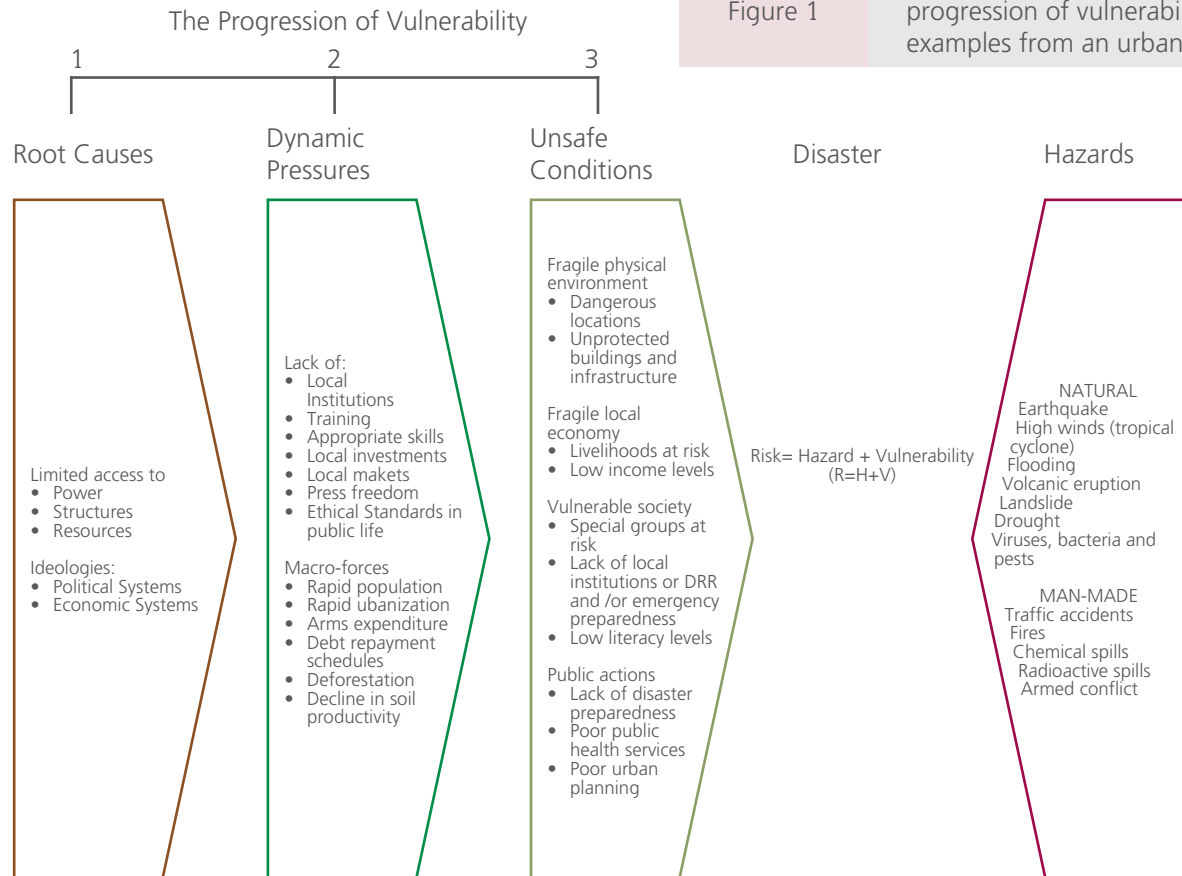 The Progression of Vulnerability
1
2
3
Figure 1
examples from an urban
Root Causes
Dynamic
Pressures
Unsafe
Conditions
Disaster
Hazards
Limited access to
• Power
• Structures
• Resources
Ideologies:
• Political Systems
• Economic Systems
Lack of:
• Local
Institutions
• Training
• Appropriate skills
• Local investments
• Local makets
• Press freedom
• Ethical Standards in
public life
Macro-forces
• Rapid population
• Rapid ubanization
• Arms expenditure
• Debt repayment
schedules
• Deforestation
• Decline in soil
productivity
Fragile physical
environment
• Dangerous
locations
• Unprotected
buildings and
infrastructure
Fragile local
economy
• Livelihoods at risk
• Low income levels
Vulnerable society
• Special groups at
risk
• Lack of local
institutions or DRR
and /or emergency
preparedness
• Low literacy levels
Public actions
• Lack of disaster
preparedness
• Poor public
health services
• Poor urban
planning
Risk= Hazard + Vulnerability
(R=H+V)
NATURAL
Earthquake
High winds (tropical
cyclone)
Flooding
Volcanic eruption
Landslide
Drought
Viruses, bacteria and
pests
MAN-MADE
Traffic accidents
Fires
Chemical spills
Radioactive spills
Armed conflict
progression of